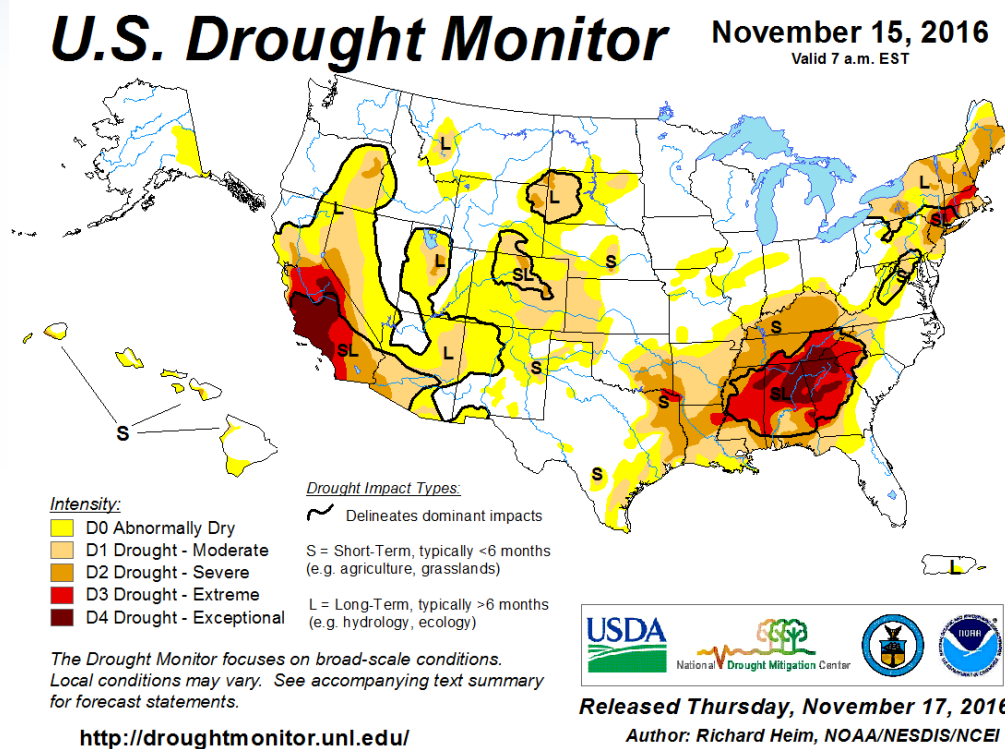 U.S. Drought Monitor
November 15, 2016
Valid 7 a.m. EST
L
L
L
L
SL
S
L
SL
S
S
SL
L
S
S
SL
S
S
S
L
Intensity:
D0 Abnormally Dry
D1 Drought - Moderate
D2 Drought - Severe
D3 Drought - Extreme
D4 Drought - Exceptional
Drought Impact Types:
Delineates dominant impacts
S = Short-Term, typically <6 months
(e.g. agriculture, grasslands)
L = Long-Term, typically >6 months
(e.g. hydrology, ecology)
The Drought Monitor focuses on broad-scale conditions.
Local conditions may vary. See accompanying text summary
for forecast statements.
http://droughtmonitor.unl.edu/
USDA
National Drought Mitigation Center
NOAA
Released Thursday, November 17, 2016
Author: Richard Heim, NOAA/NESDIS/NCEI